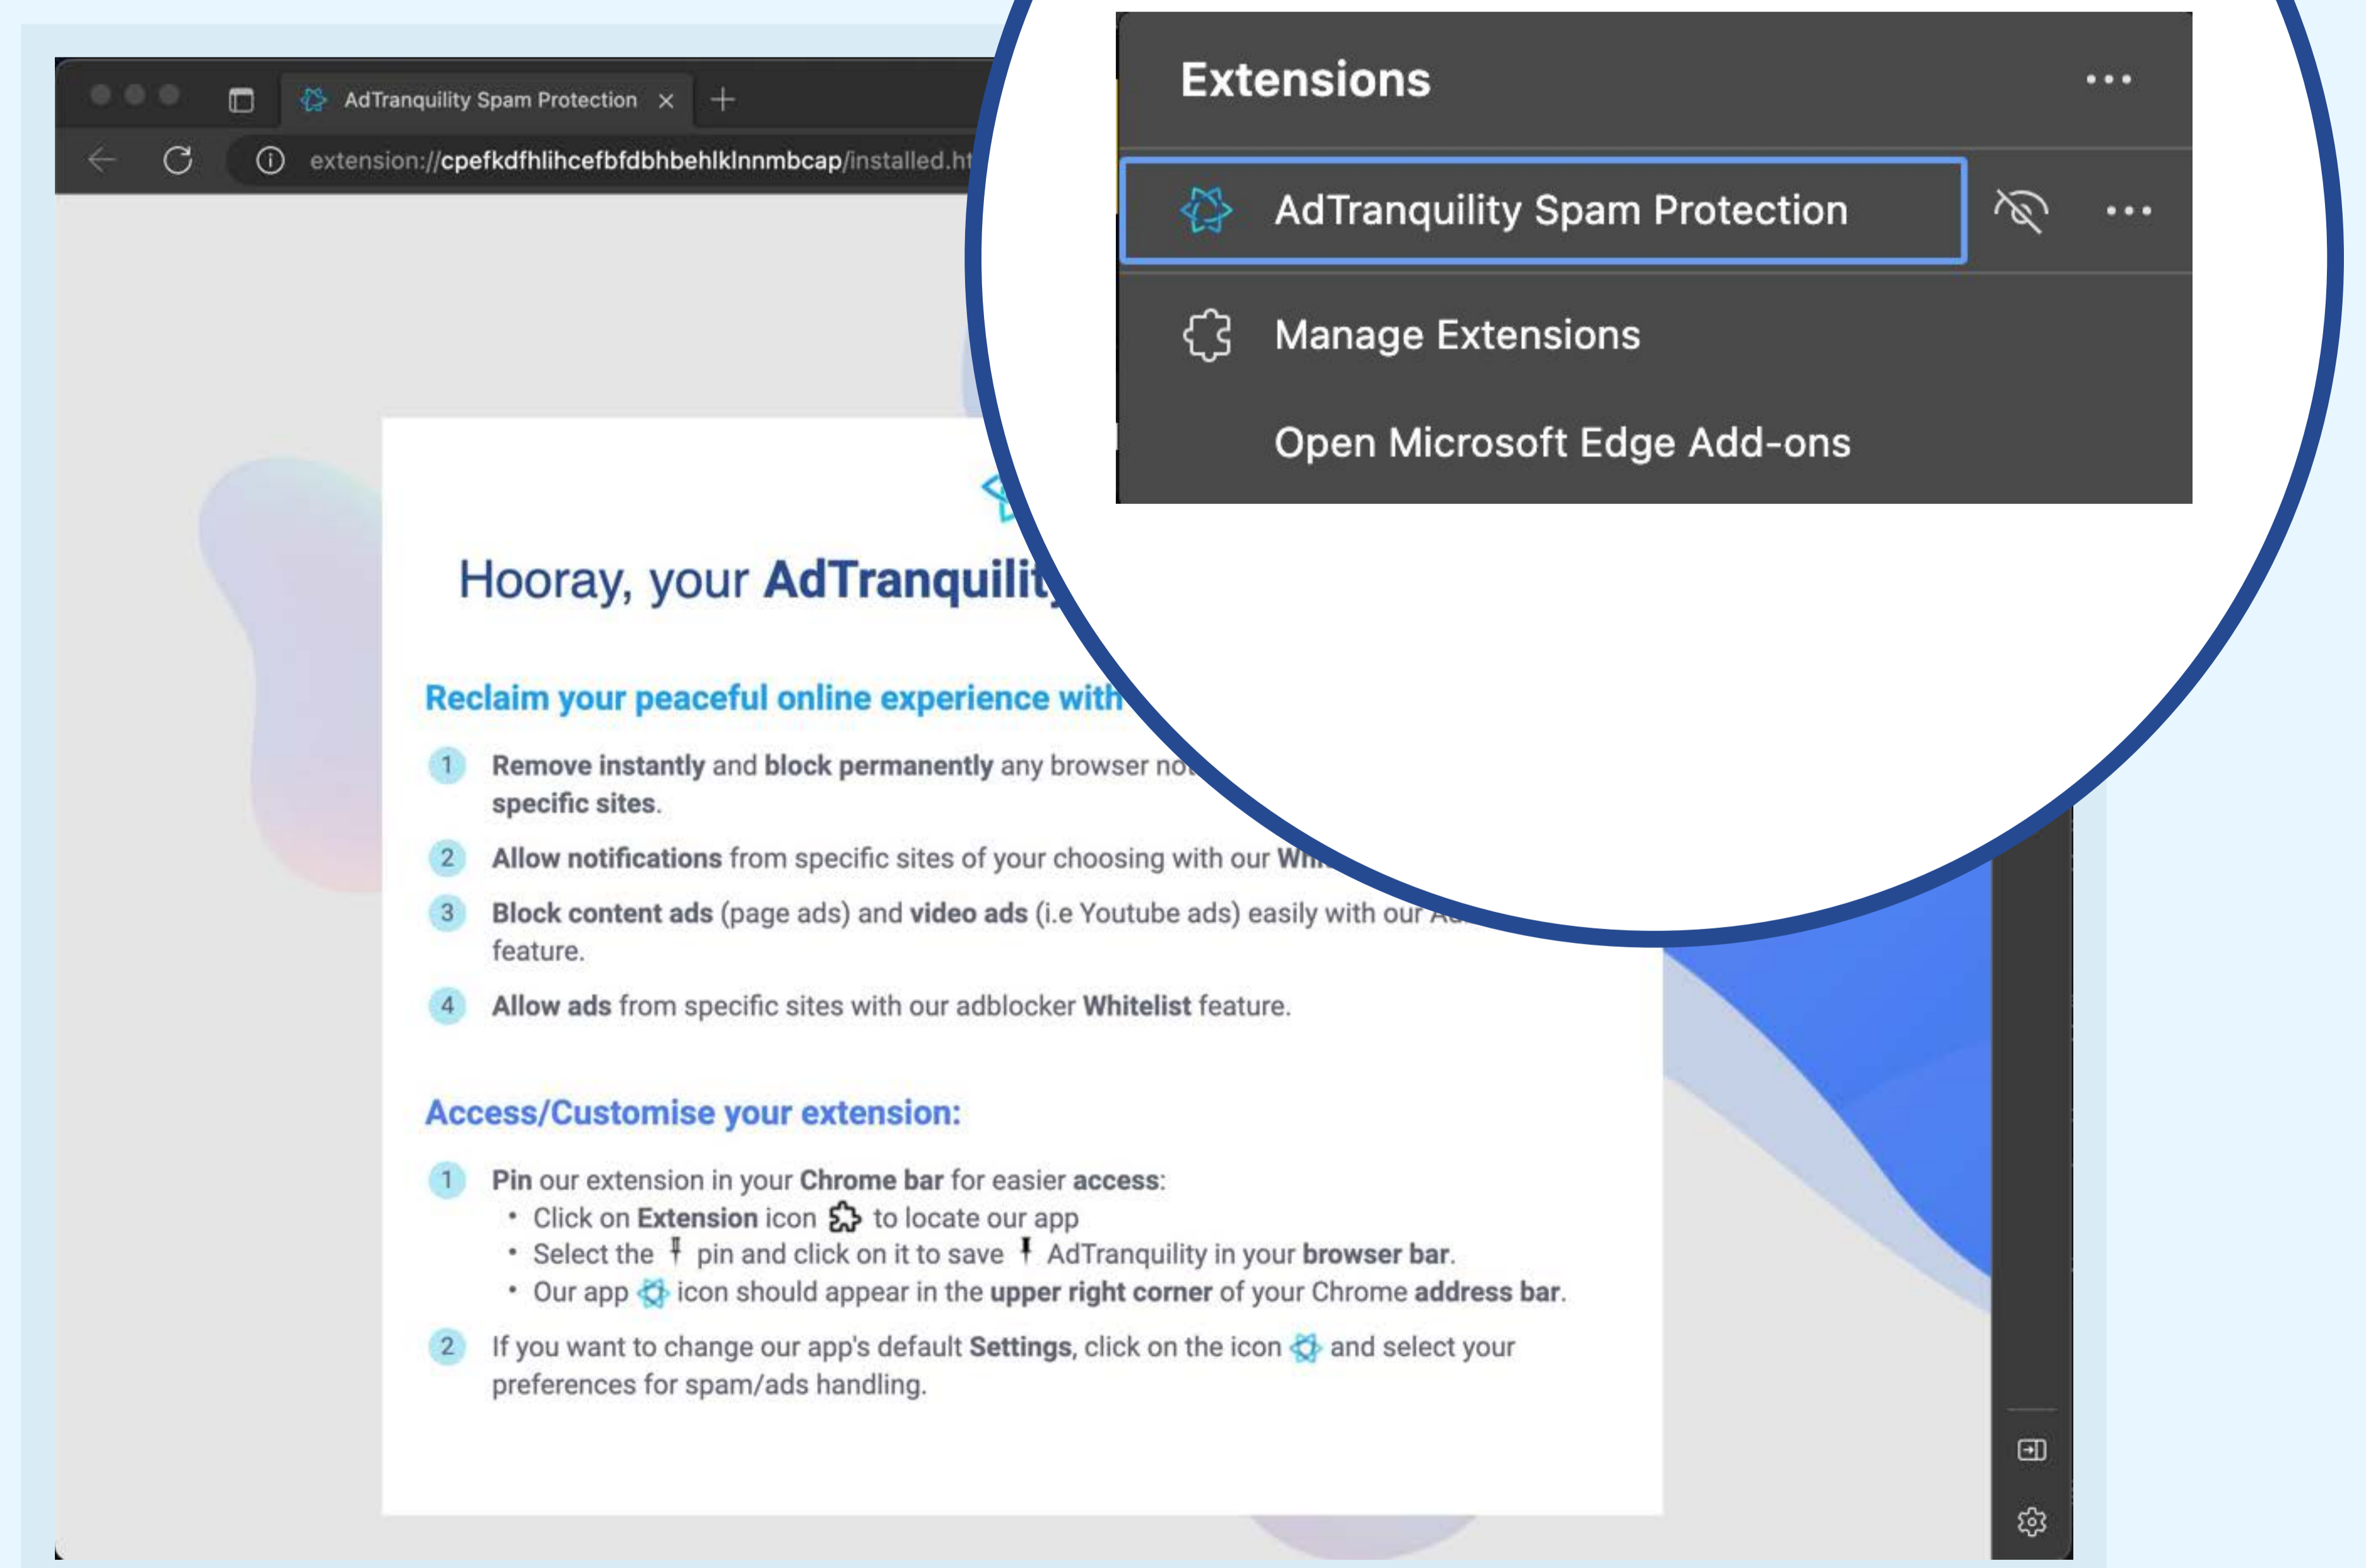 AdTranquility Spam Protection
extension://cpefkdfhlihcefbfdbhbehlklnnmbcap/installed.ht
Extensions
AdTranquility Spam Protection
Manage Extensions
Open Microsoft Edge Add-ons
Hooray, your AdTranquility
Reclaim your peaceful online experience with
1 Remove instantly and block permanently any browser
specific sites.
2 Allow notifications from specific sites of your choosing with our
3 Block content ads (page ads) and video ads (i.e Youtube ads) easily with our
feature.
4 Allow ads from specific sites with our adblocker Whitelist feature.
Access/Customise your extension:
1 Pin our extension in your Chrome bar for easier access:
• Click on Extension icon to locate our app
• Select the pin and click on it to save AdTranquility in your browser bar.
• Our app icon should appear in the upper right corner of your Chrome address bar.
2 If you want to change our app's default Settings, click on the icon and select your
preferences for spam/ads handling.